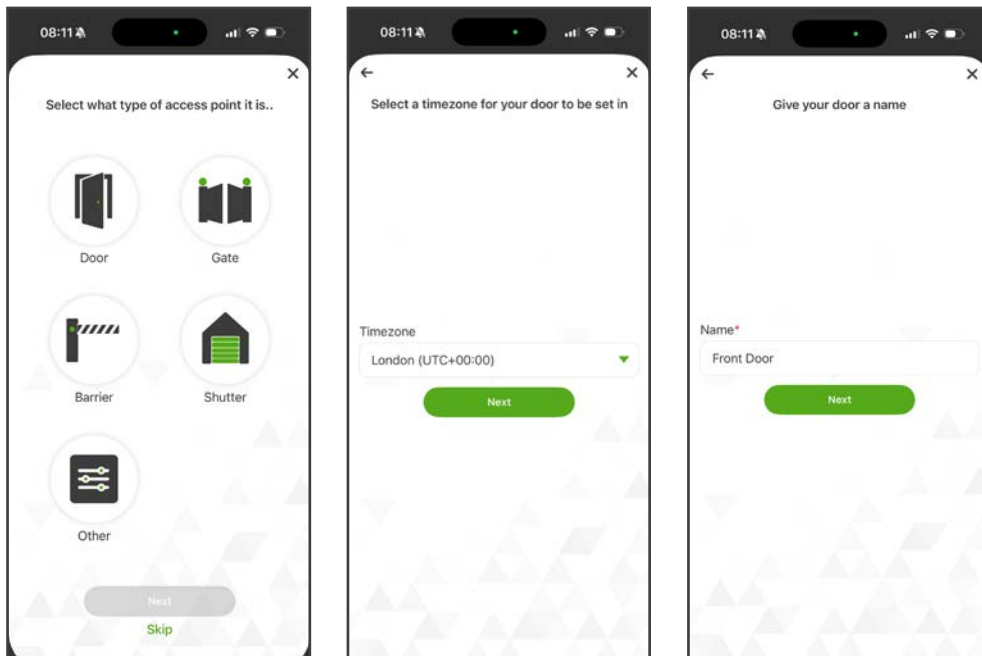 08:11
Select what type of access point it is..
Door
Gate
Barrier
Shutter
Other
Next
Skip
08:11
Select a timezone for your door to be set in
Timezone
London (UTC+00:00)
Next
08:11
Give your door a name
Name*
Front Door
Next